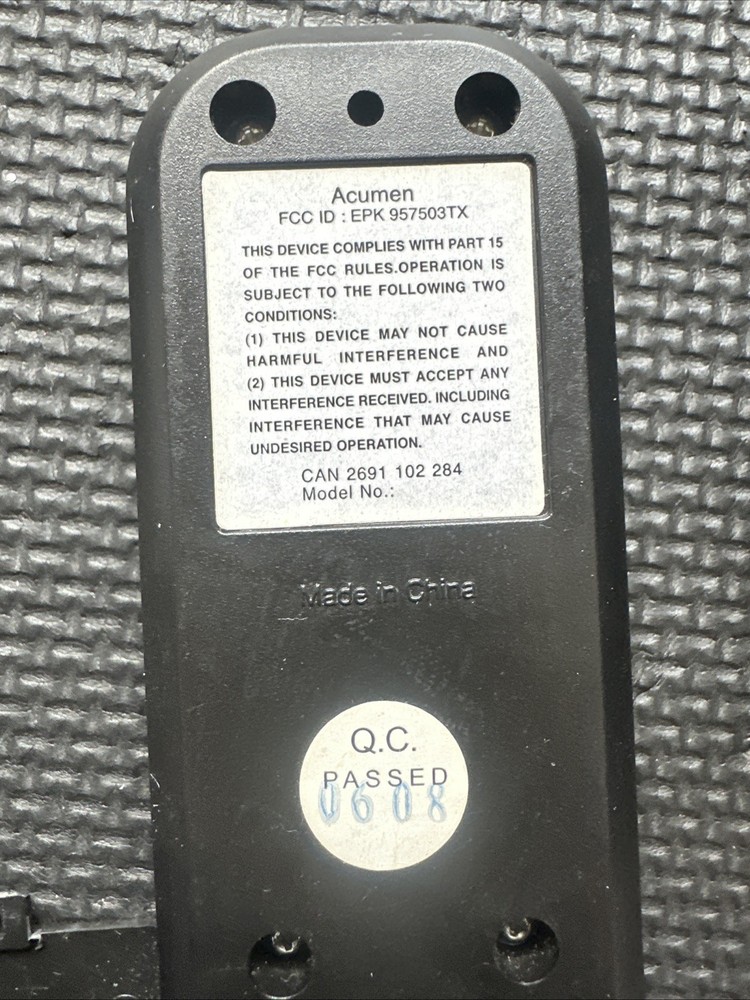 Acumen
FCC ID : EPK 957503TX
THIS DEVICE COMPLIES WITH PART 15
OF THE FCC RULES.OPERATION IS
SUBJECT TO THE FOLLOWING TWO
CONDITIONS:
(1) THIS DEVICE MAY NOT CAUSE
HARMFUL INTERFERENCE AND
(2) THIS DEVICE MUST ACCEPT ANY
INTERFERENCE RECEIVED. INCLUDING
INTERFERENCE THAT MAY CAUSE
UNDESIRED OPERATION.
CAN 2691 102 284
Model No.:
Made in China
Q.C.
PASSED
0608